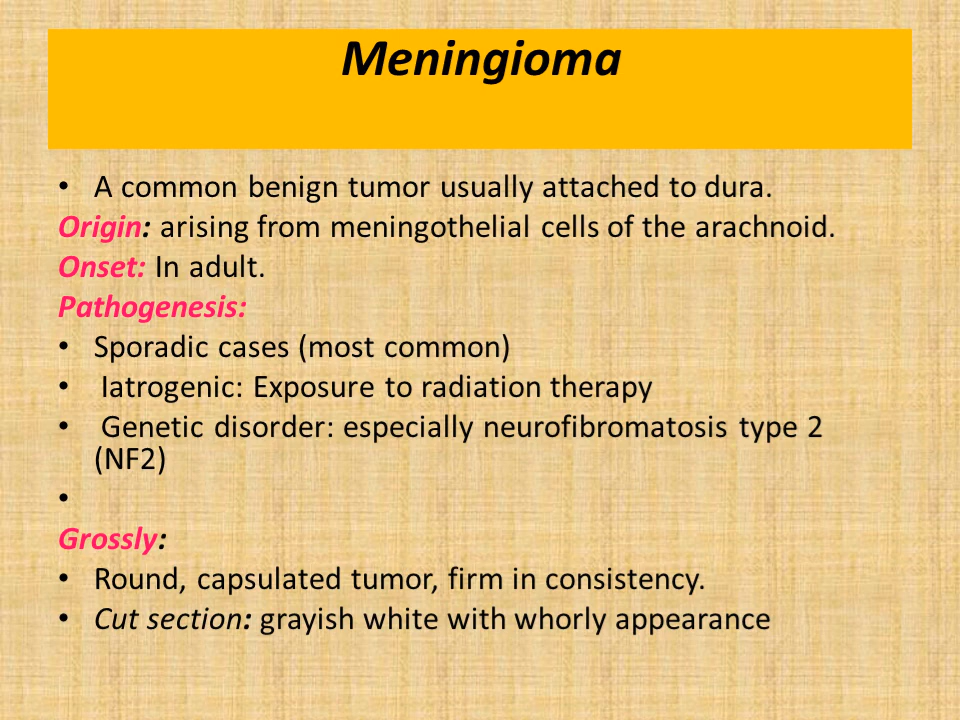 Meningioma
• A common benign tumor usually attached to dura.
Origin: arising from meningothelial cells of the arachnoid.
Onset: In adult.
Pathogenesis:
• Sporadic cases (most common)
• Iatrogenic: Exposure to radiation therapy
• Genetic disorder: especially neurofibromatosis type 2
(NF2)
•
Grossly:
• Round, capsulated tumor, firm in consistency.
• Cut section: grayish white with whorly appearance